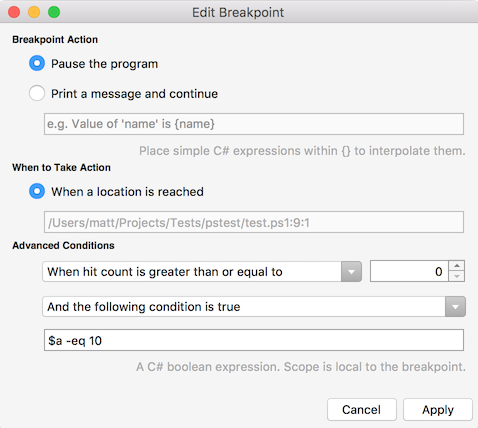 Edit Breakpoint
Breakpoint Action
Pause the program
Print a message and continue
e.g. Value of 'name' is {name}
Place simple C# expressions within {} to interpolate them.
When to Take Action
When a location is reached
/Users/matt/Projects/Tests/pstest/test.ps1:9:1
Advanced Conditions
When hit count is greater than or equal to 0
And the following condition is true
$a -eq 10
A C# boolean expression. Scope is local to the breakpoint.
Cancel Apply